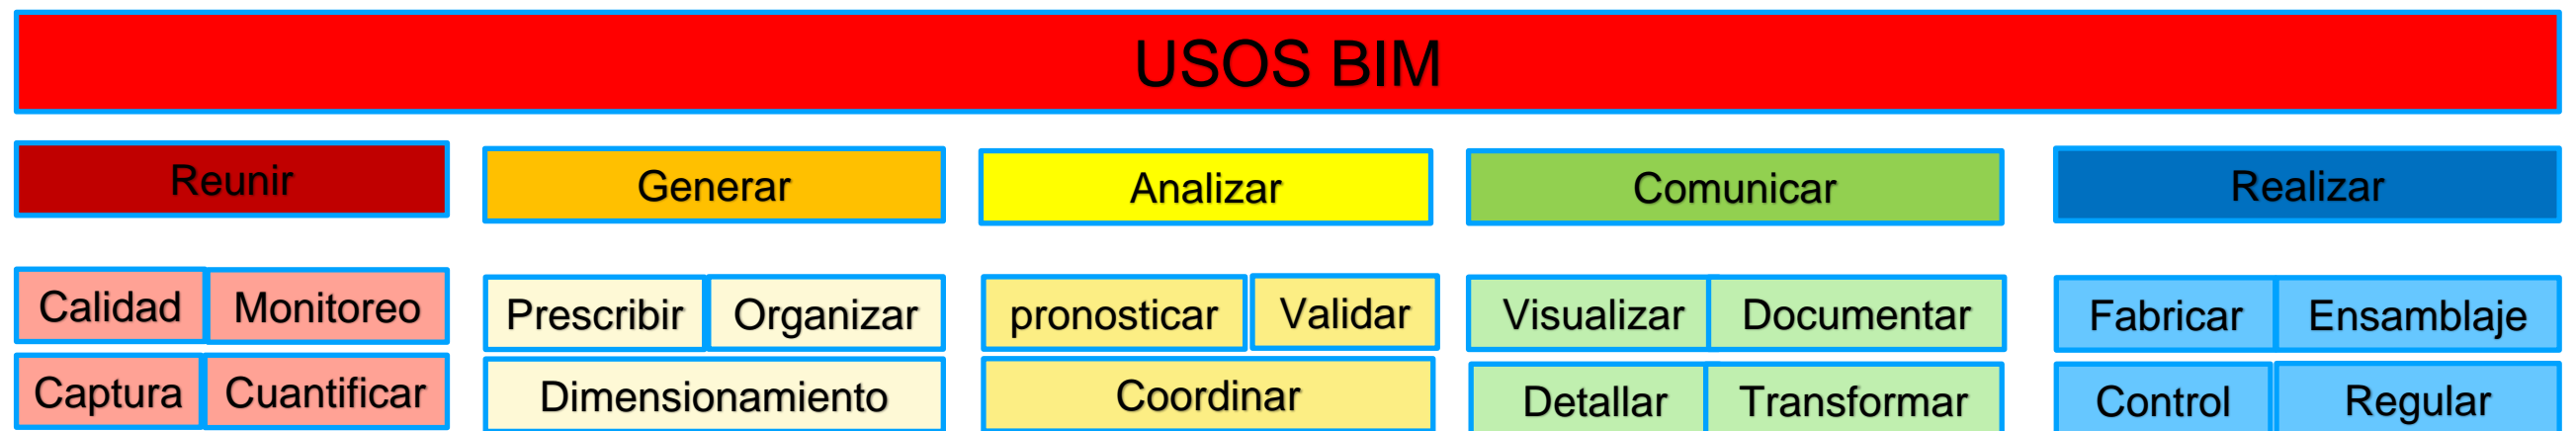 USOS BIM
Reunir
Generar
Analizar
Comunicar
Realizar
Calidad
Monitoreo
Captura
Cuantificar
Prescribir
Organizar
Dimensionamiento
pronosticar
Validar
Coordinar
Visualizar
Documentar
Detallar
Transformar
Fabricar
Ensamblaje
Control
Regular